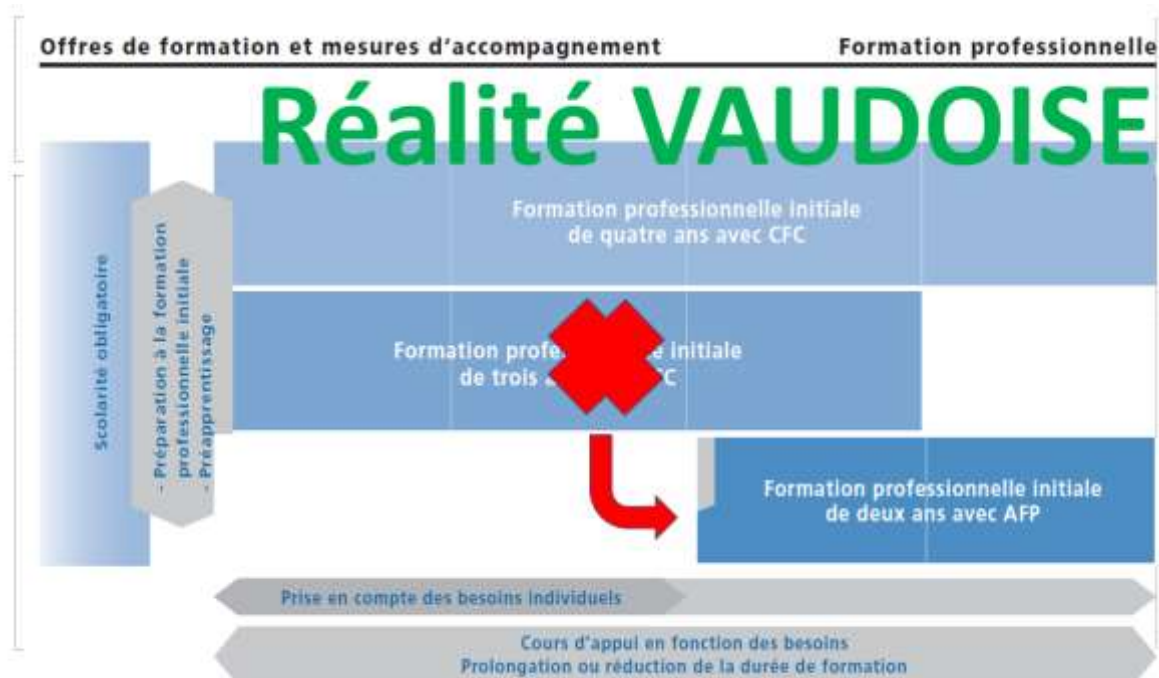 Offres de formation et mesures d'accompagnement
Formation professionnelle
Réalité VAUDOISE
Scolarité obligatoire
– Préparation à la formation
professionnelle initiale
– Préapprentissage
Formation professionnelle initiale
de quatre ans avec CFC
Formation profe e initiale
de trois a C
Formation professionnelle initiale
de deux ans avec AFP
Prise en compte des besoins individuels
Cours d'appui en fonction des besoins
Prolongation ou réduction de la durée de formation